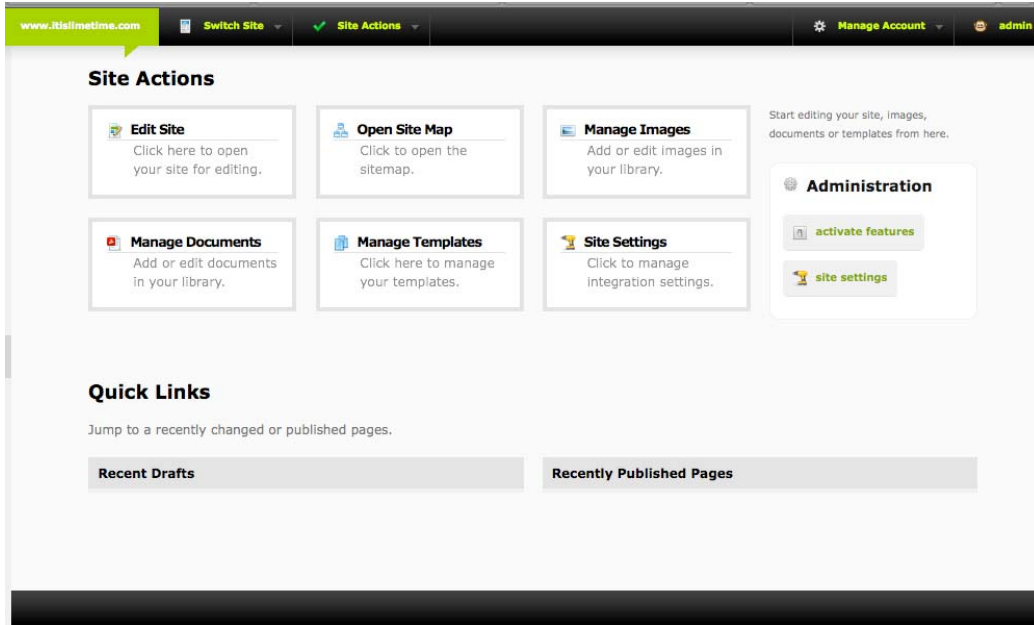 www.itislimetime.com
Switch Site
Site Actions
Manage Account
admin
Site Actions
Edit Site
Click here to open
your site for editing.
Open Site Map
Click to open the
sitemap.
Manage Images
Add or edit images in
your library.
Start editing your site, images,
documents or templates from here.
Manage Documents
Add or edit documents
in your library.
Manage Templates
Click here to manage
your templates.
Site Settings
Click to manage
integration settings.
Administration
activate features
site settings
Quick Links
Jump to a recently changed or published pages.
Recent Drafts
Recently Published Pages